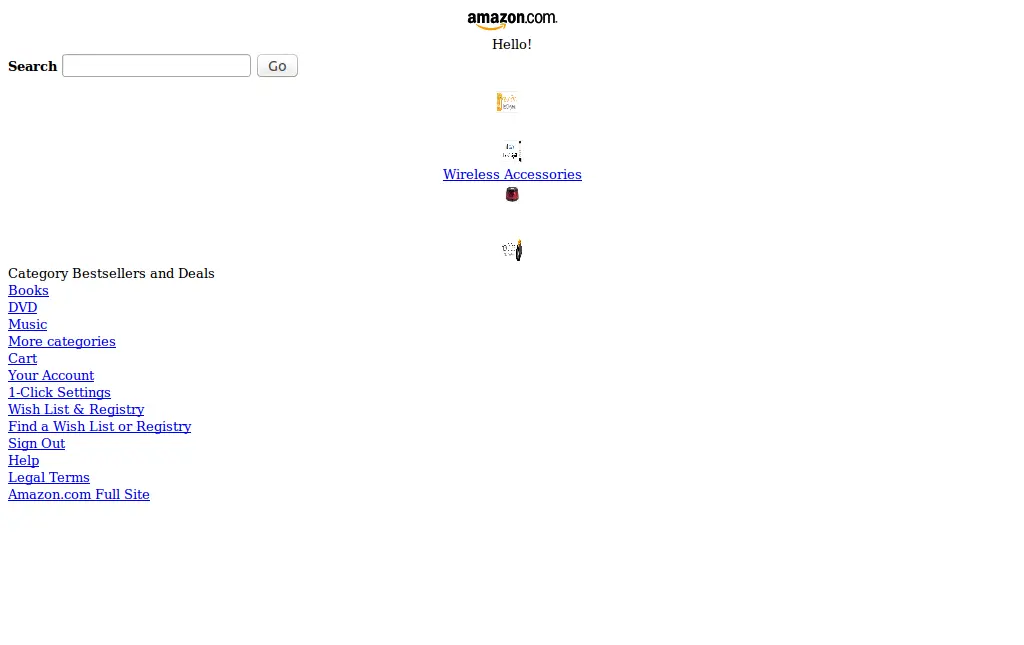 amazon.com
Hello!
Search Go
Wireless Accessories
Category Bestsellers and Deals
Books
DVD
Music
More categories
Cart
Your Account
1-Click Settings
Wish List & Registry
Find a Wish List or Registry
Sign Out
Help
Legal Terms
Amazon.com Full Site